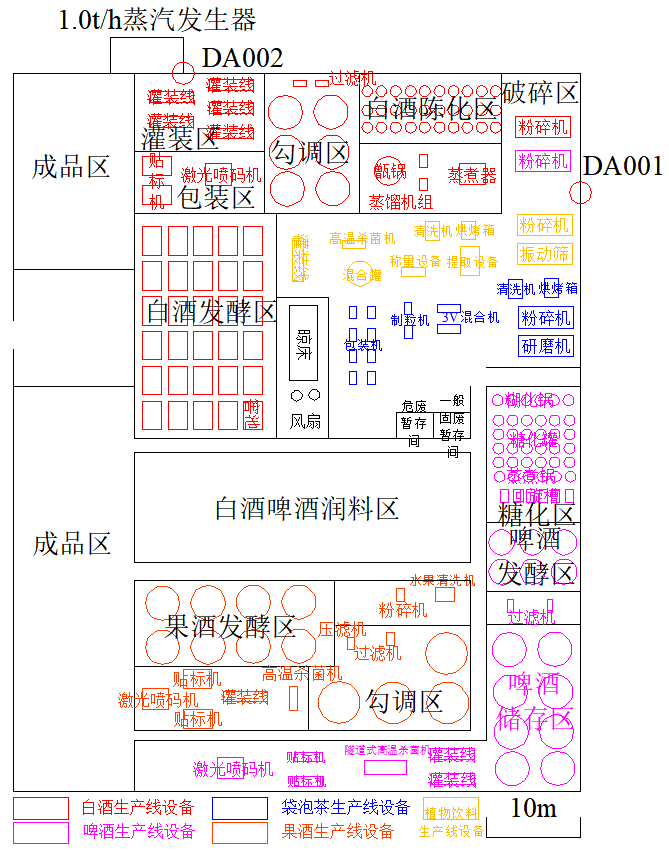 1.0t/h蒸汽发生器
DA002
灌装线
灌装线
灌装线
灌装线
灌装线
灌装区
过滤机
白酒陈化区
破碎区
粉碎机
成品区
贴标机
激光喷码机
包装区
勾调区
甑锅
蒸煮器
蒸馏机组
粉碎机
DA001
粉碎机
振动筛
灌装线
高温杀菌机
清洗机
烘烤箱
混合罐
称量设备
提取设备
清洗机
烘烤箱
白酒发酵区
晾床
包装机
制粒机
3V混合机
粉碎机
研磨机
风扇
危废暂存间
一般固废暂存间
糊化锅
糖化罐
蒸煮锅
回旋槽
糖化区
白酒啤酒润料区
成品区
啤酒
发酵区
果酒发酵区
水果清洗机
粉碎机
过滤机
压滤机
过滤机
高温杀菌机
贴标机
激光喷码机
灌装线
贴标机
勾调区
啤酒
储存区
激光喷码机
贴标机
贴标机
隧道式高温杀菌机
灌装线
灌装线
白酒生产线设备
袋泡茶生产线设备
植物饮料
生产线设备
啤酒生产线设备
果酒生产线设备
10m